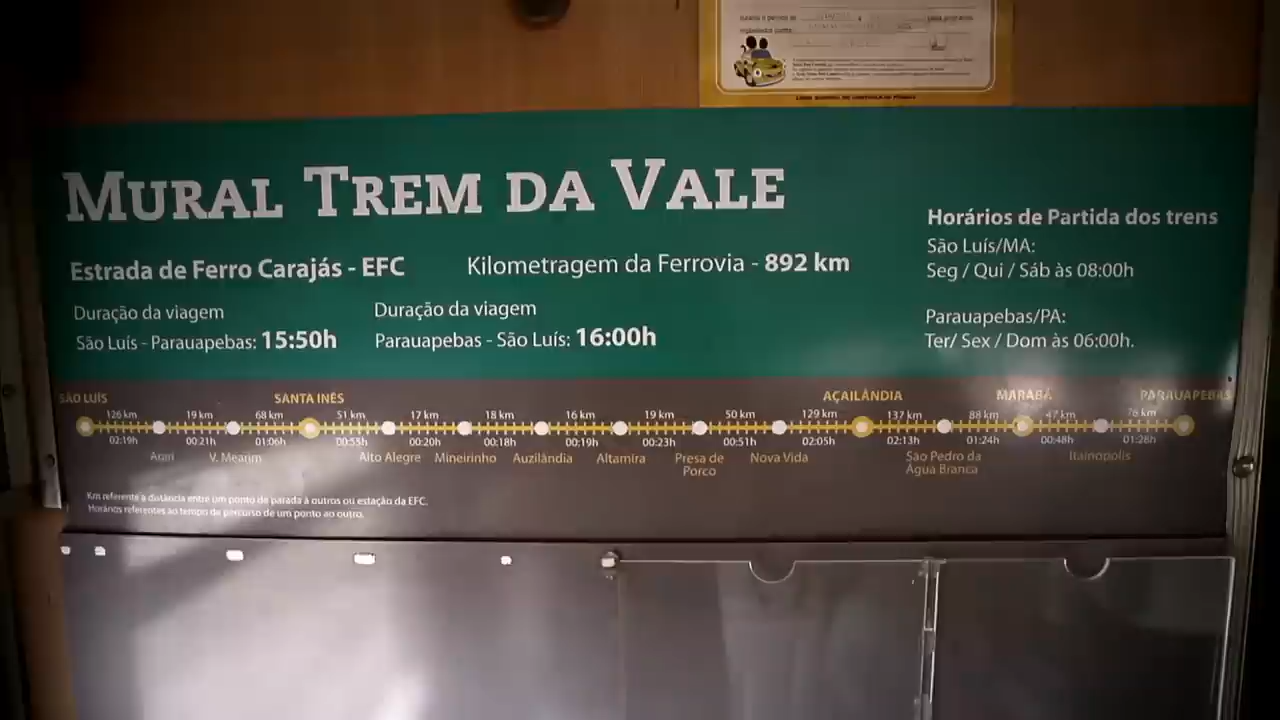 MURAL TREM DA VALE
Estrada de Ferro Carajás - EFC
Kilometragem da Ferrovia - 892 km
Duração da viagem
São Luís - Parauapebas: 15:50h
Duração da viagem
Parauapebas - São Luís: 16:00h
Horários de Partida dos trens
São Luís/MA:
Seg / Qui / Sáb às 08:00h
Parauapebas/PA:
Ter/ Sex / Dom às 06:00h.
SÃO LUÍS SANTA INÊS AÇAILÂNDIA MARABÁ PARAUAPEBAS
126 km 19 km 68 km 51 km 17 km 18 km 16 km 19 km 50 km 129 km 137 km 88 km 47 km 78 km
02:19h 00:21h 01:06h 00:55h 00:20h 00:18h 00:19h 00:23h 00:51h 02:05h 02:13h 01:24h 00:48h 01:28h
Arari V. Mearim Alto Alegre Mineirinho Auzilândia Altamira Presa de Porco Nova Vida São Pedro da Água Branca Itainópolis
Km referente a distância entre um ponto de parada à outros ou estação da EFC.
Horários referentes ao tempo de percurso de um ponto ao outro.